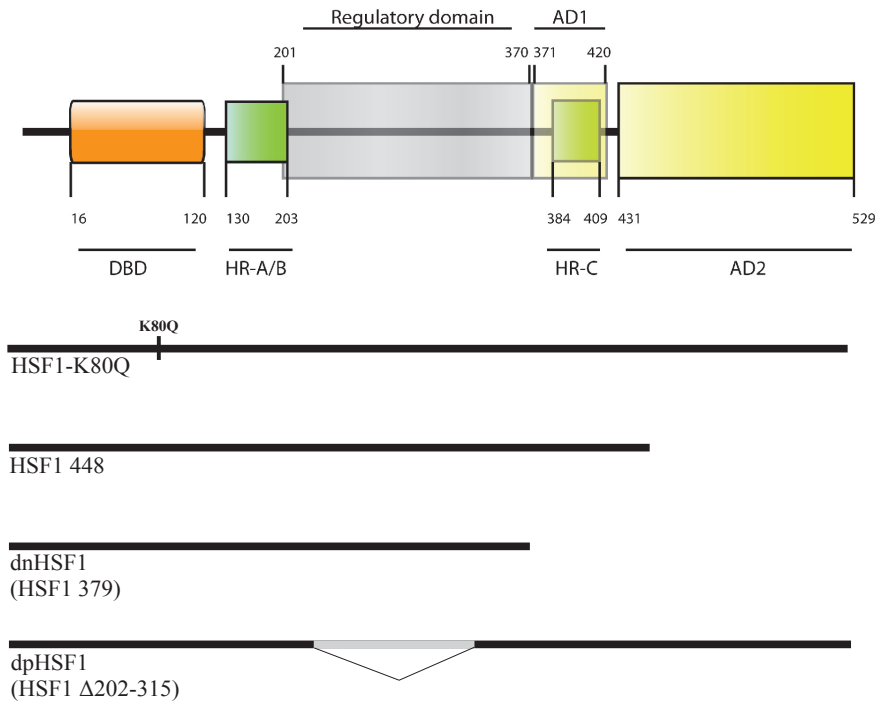 Regulatory domain AD1
201 370 371 420
16 120 130 203 384 409 431 529
DBD HR-A/B HR-C AD2
K80Q
HSF1-K80Q
HSF1 448
dnHSF1
(HSF1 379)
dpHSF1
(HSF1 Δ202-315)